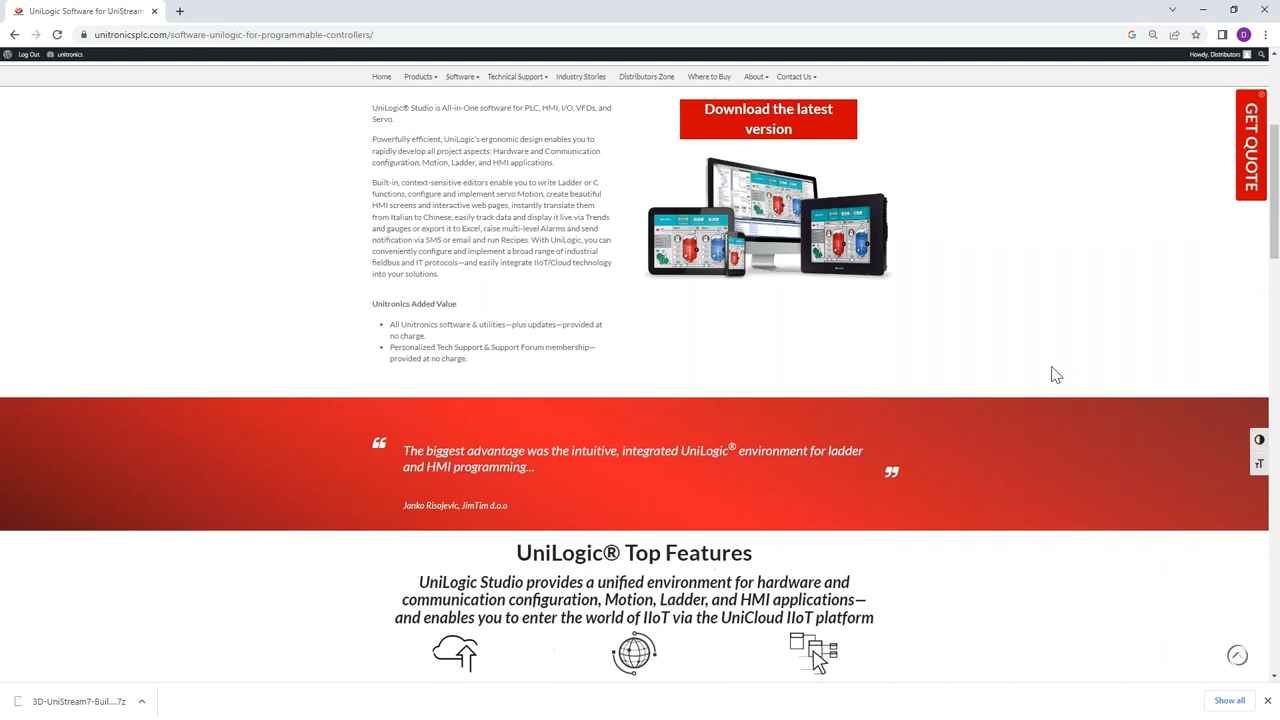 UniLogic Software for UniStream
unitronicsplc.com/software-unilogic-for-programmable-controllers/
D
Log Out unitronics Howdy, Distributors
Home Products Software Technical Support Industry Stories Distributors Zone Where to Buy About Contact Us
UniLogic® Studio is All-in-One software for PLC, HMI, I/O, VFDs, and
Servo.
Powerfully efficient, UniLogic's ergonomic design enables you to
rapidly develop all project aspects: Hardware and Communication
configuration, Motion, Ladder, and HMI applications.
Built-in, context-sensitive editors enable you to write Ladder or C
functions, configure and implement servo Motion, create beautiful
HMI screens and interactive web pages, instantly translate them
from Italian to Chinese, easily track data and display it live via Trends
and gauges or export it to Excel, raise multi-level Alarms and send
notification via SMS or email and run Recipes. With UniLogic, you can
conveniently configure and implement a broad range of industrial
fieldbus and IT protocols—and easily integrate IIoT/Cloud technology
into your solutions.
Unitronics Added Value
• All Unitronics software & utilities—plus updates—provided at
no charge.
• Personalized Tech Support & Support Forum membership—
provided at no charge.
Download the latest
version
GET QUOTE
“ The biggest advantage was the intuitive, integrated UniLogic® environment for ladder
and HMI programming... ”
Janko Risojevic, JimTim d.o.o
UniLogic® Top Features
UniLogic Studio provides a unified environment for hardware and
communication configuration, Motion, Ladder, and HMI applications—
and enables you to enter the world of IIoT via the UniCloud IIoT platform
3D-UniStream7-Buil....7z
Show all